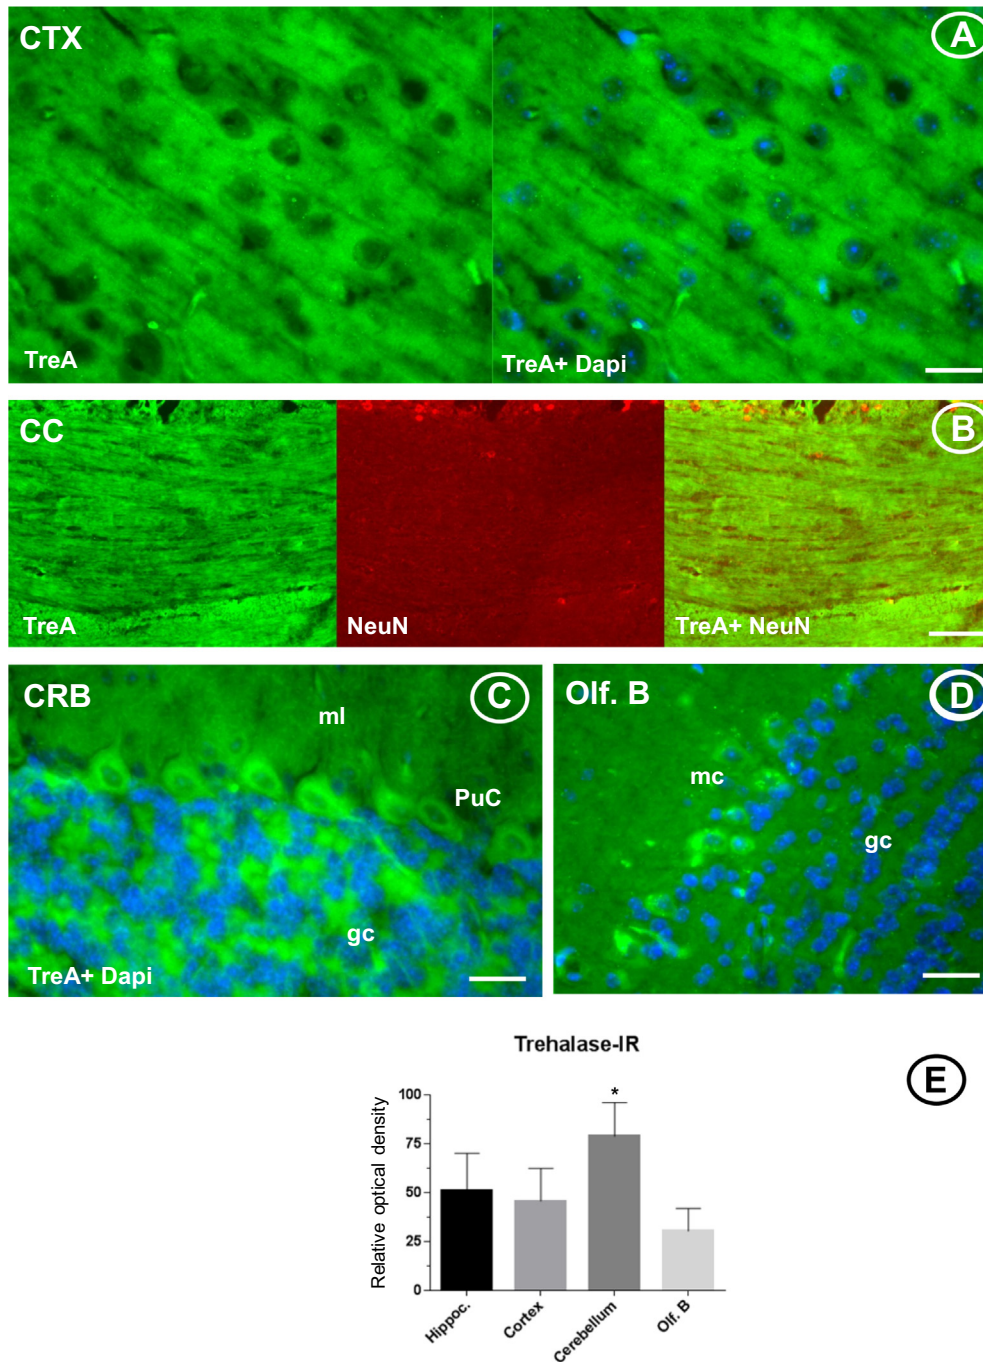 CTX
A
TreA
TreA+ Dapi
CC
B
TreA
NeuN
TreA+ NeuN
CRB
C
ml
PuC
gc
TreA+ Dapi
Olf. B
D
mc
gc
Trehalase-IR
E
Relative optical density
100
75
50
25
0
*
Hippoc.
Cortex
Cerebellum
Olf. B